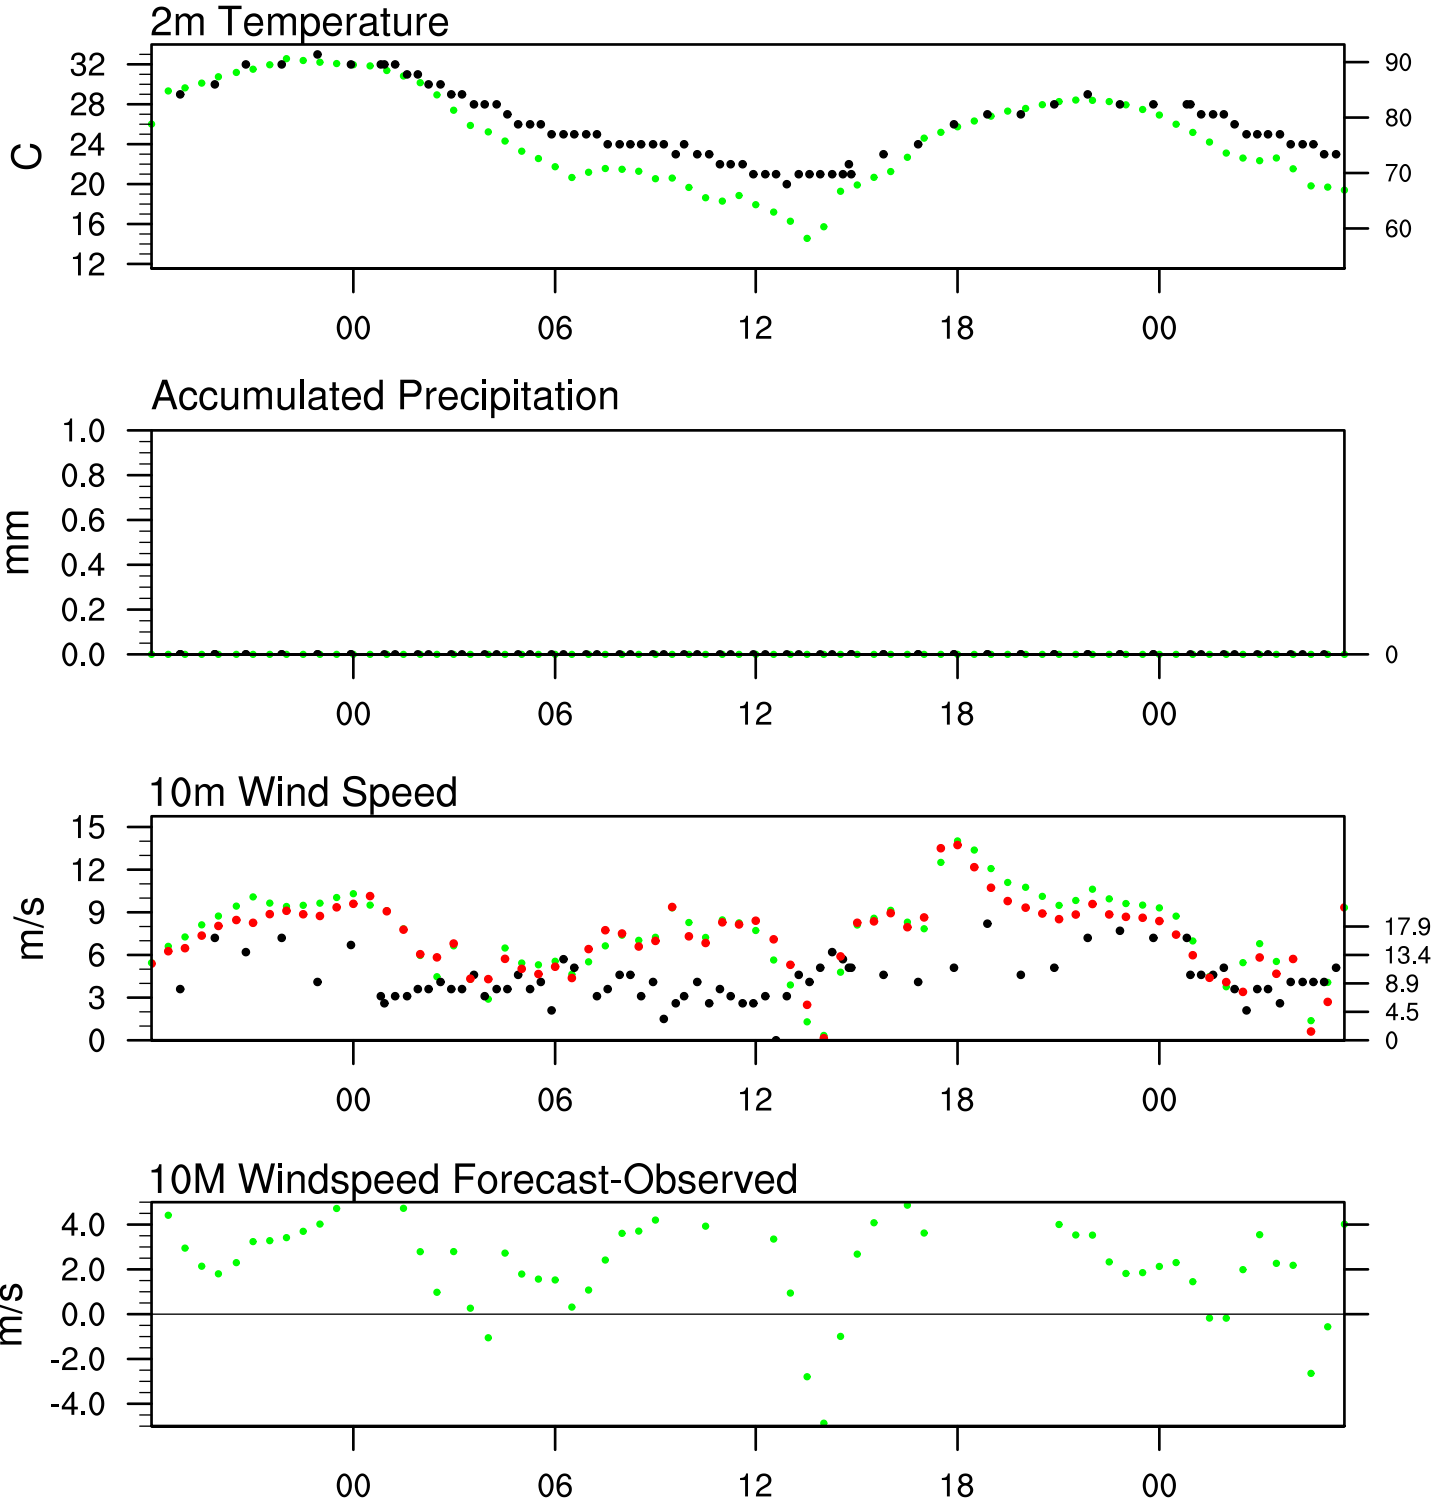 2m Temperature
32
28
24
20
16
12
C
90
80
70
60
00 06 12 18 00
Accumulated Precipitation
1.0
0.8
0.6
0.4
0.2
0.0
mm
0
00 06 12 18 00
10m Wind Speed
15
12
9
6
3
0
m/s
17.9
13.4
8.9
4.5
0
00 06 12 18 00
10M Windspeed Forecast-Observed
4.0
2.0
0.0
-2.0
-4.0
m/s
00 06 12 18 00